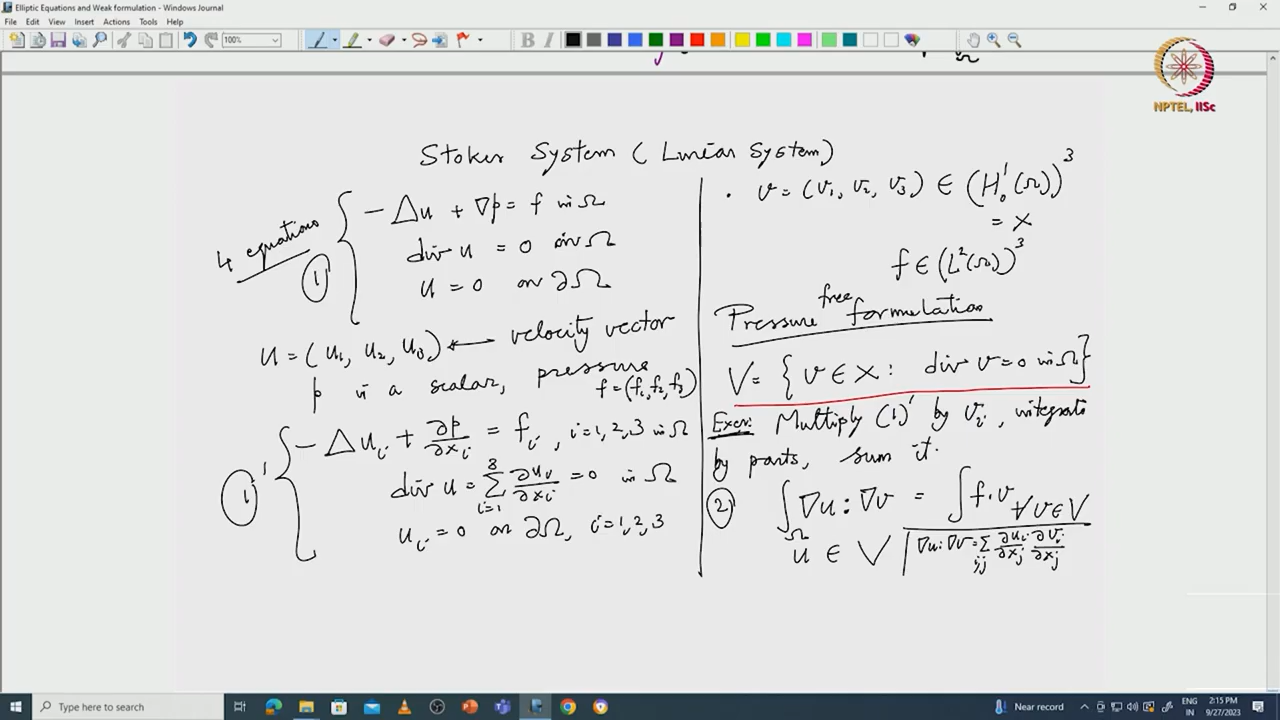 Elliptic Equations and Weak formulation - Windows Journal
File Edit View Insert Actions Tools Help
100%
B I
NPTEL, IISc
Stokes System (Linear System)
4 equations
①
-Δu + ∇p = f in Ω
div u = 0 in Ω
u = 0 on ∂Ω
u = (u₁, u₂, u₃) ← velocity vector
p is a scalar, pressure
f = (f₁, f₂, f₃)
①'
-Δuᵢ + ∂p/∂xᵢ = fᵢ, i=1,2,3 in Ω
div u = Σ_{i=1}^{3} ∂uᵢ/∂xᵢ = 0 in Ω
uᵢ = 0 on ∂Ω, i=1,2,3
• v = (v₁, v₂, v₃) ∈ (H₀¹(Ω))³
= X
f ∈ (L²(Ω))³
Pressure free formulation
V = { v ∈ X : div v = 0 in Ω }
Exer: Multiply (1)' by vᵢ, integrate
by parts, sum it.
② ∫_Ω ∇u : ∇v = ∫ f·v ∀ v ∈ V
u ∈ V
∇u : ∇v = Σ_{i,j} ∂uᵢ/∂xⱼ ∂vᵢ/∂xⱼ
Type here to search
Near record
ENG
IN
2:15 PM
9/27/2023